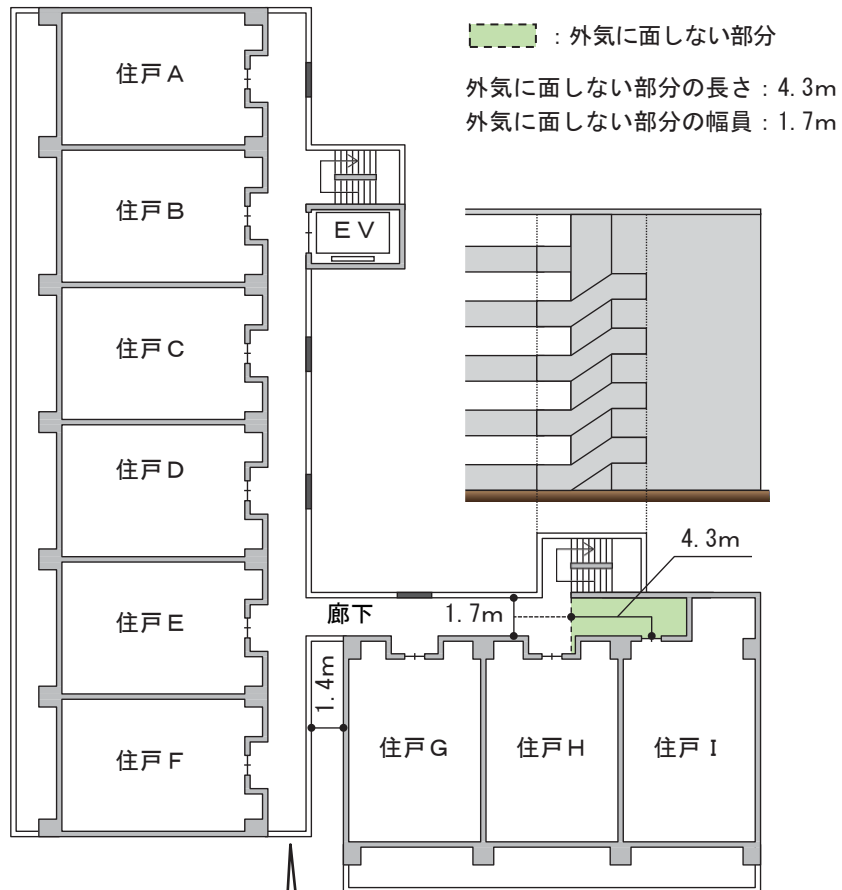 ：外気に面しない部分
外気に面しない部分の長さ：4.3m
外気に面しない部分の幅員：1.7m
住戸A
住戸B
EV
住戸C
住戸D
4.3m
住戸E
廊下
1.7m
1.4m
住戸F
住戸G
住戸H
住戸I